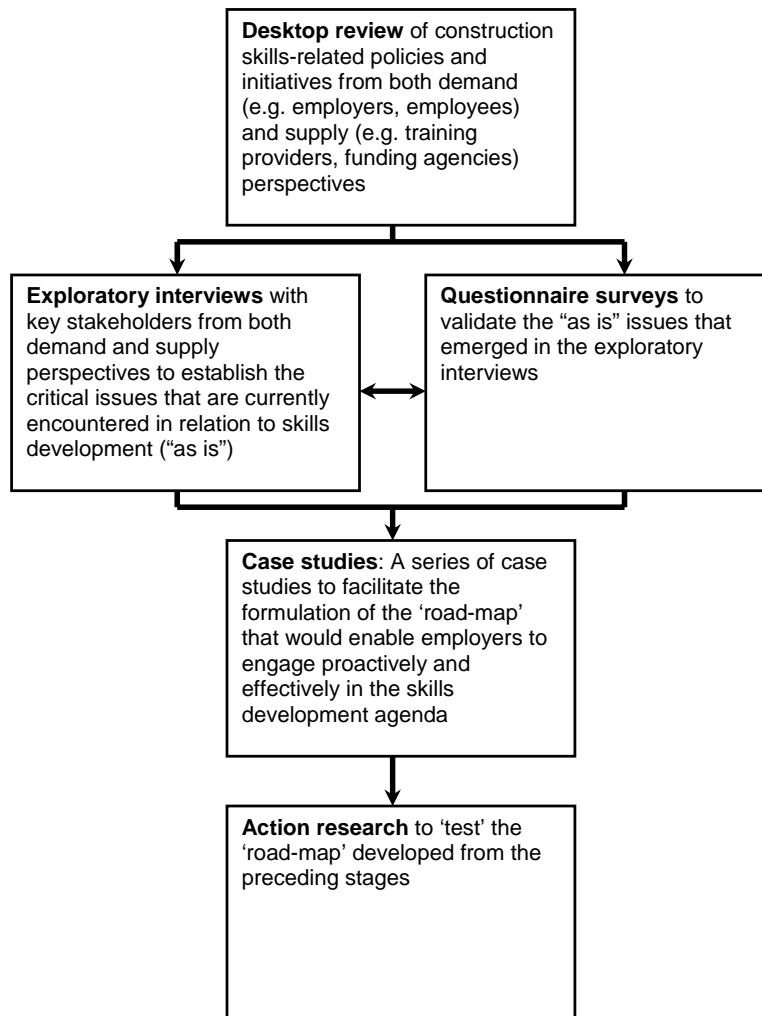 Desktop review of construction
skills-related policies and
initiatives from both demand
(e.g. employers, employees)
and supply (e.g. training
providers, funding agencies)
perspectives
Exploratory interviews with
key stakeholders from both
demand and supply
perspectives to establish the
critical issues that are currently
encountered in relation to skills
development (“as is”)
Questionnaire surveys to
validate the “as is” issues that
emerged in the exploratory
interviews
Case studies: A series of case
studies to facilitate the
formulation of the ‘road-map’
that would enable employers to
engage proactively and
effectively in the skills
development agenda
Action research to ‘test’ the
‘road-map’ developed from the
preceding stages